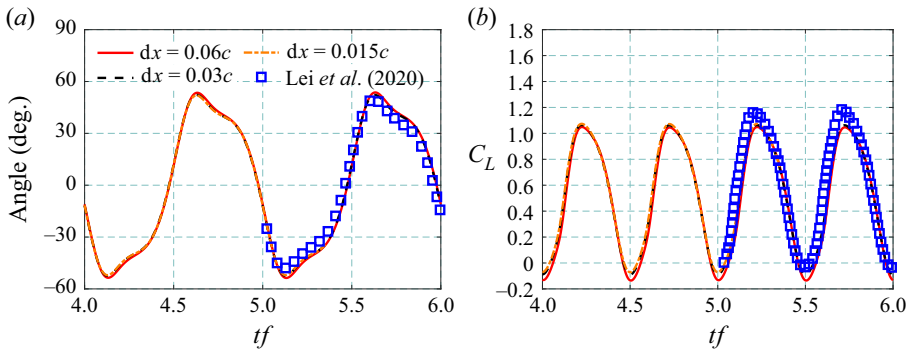 (a)
90
60
30
0
–30
–60
Angle (deg.)
dx = 0.06c
dx = 0.015c
dx = 0.03c
Lei et al. (2020)
4.0 4.5 5.0 5.5 6.0
tf
(b)
1.8
1.6
1.4
1.2
1.0
0.8
0.6
0.4
0.2
0
–0.2
C_L
4.0 4.5 5.0 5.5 6.0
tf